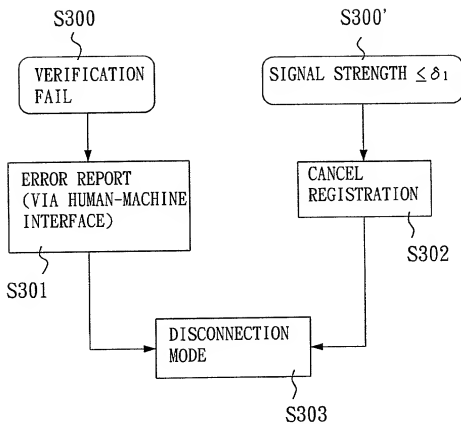 S300
S300'
VERIFICATION
FAIL
SIGNAL STRENGTH ≤δ1
ERROR REPORT
(VIA HUMAN-MACHINE
INTERFACE)
CANCEL
REGISTRATION
S301
S302
DISCONNECTION
MODE
S303